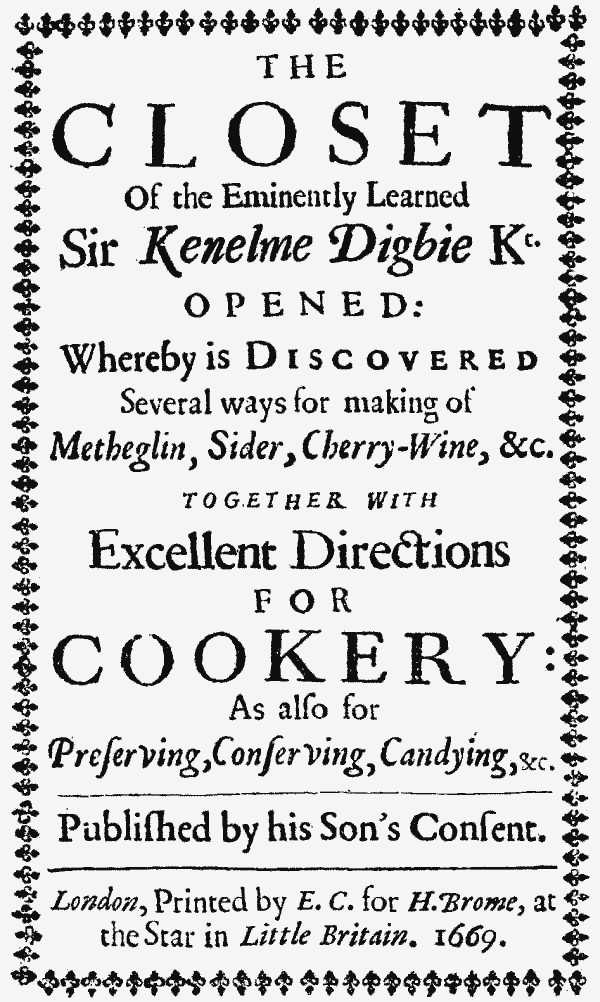 THE
CLOSET
Of the Eminently Learned
Sir Kenelme Digbie Kt.
OPENED:
Whereby is DISCOVERED
Several ways for making of
Metheglin, Sider, Cherry-Wine, &c.
TOGETHER WITH
Excellent Directions
FOR
COOKERY:
As alſo for
Preſerving, Conſerving, Candying, &c.
Publiſhed by his Son's Conſent.
London, Printed by E. C. for H. Brome, at
the Star in Little Britain. 1669.